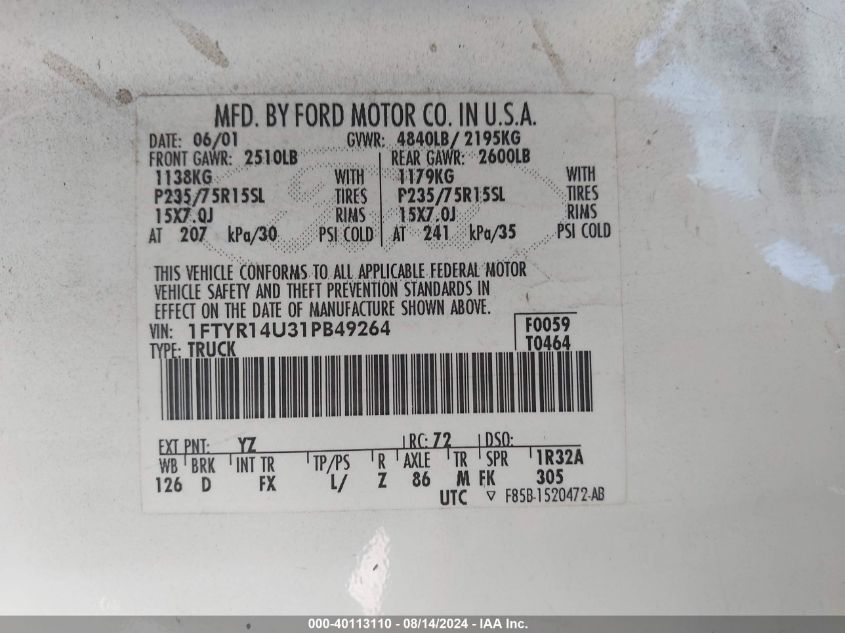 MFD. BY FORD MOTOR CO. IN U.S.A.
DATE: 06/01 GVWR: 4840LB/ 2195KG
FRONT GAWR: 2510LB REAR GAWR: 2600LB
1138KG WITH 1179KG WITH
P235/75R15SL TIRES P235/75R15SL TIRES
15X7.0J RIMS 15X7.0J RIMS
AT 207 kPa/30 PSI COLD AT 241 kPa/35 PSI COLD
THIS VEHICLE CONFORMS TO ALL APPLICABLE FEDERAL MOTOR
VEHICLE SAFETY AND THEFT PREVENTION STANDARDS IN
EFFECT ON THE DATE OF MANUFACTURE SHOWN ABOVE.
VIN: 1FTYR14U31PB49264 F0059
TYPE: TRUCK T0464
EXT PNT: YZ RC: 72 DSO:
WB BRK INT TR TP/PS R AXLE TR SPR 1R32A
126 D FX L/ Z 86 M FK 305
UTC ▽ F85B-1520472-AB
000-40113110 - 08/14/2024 - IAA Inc.